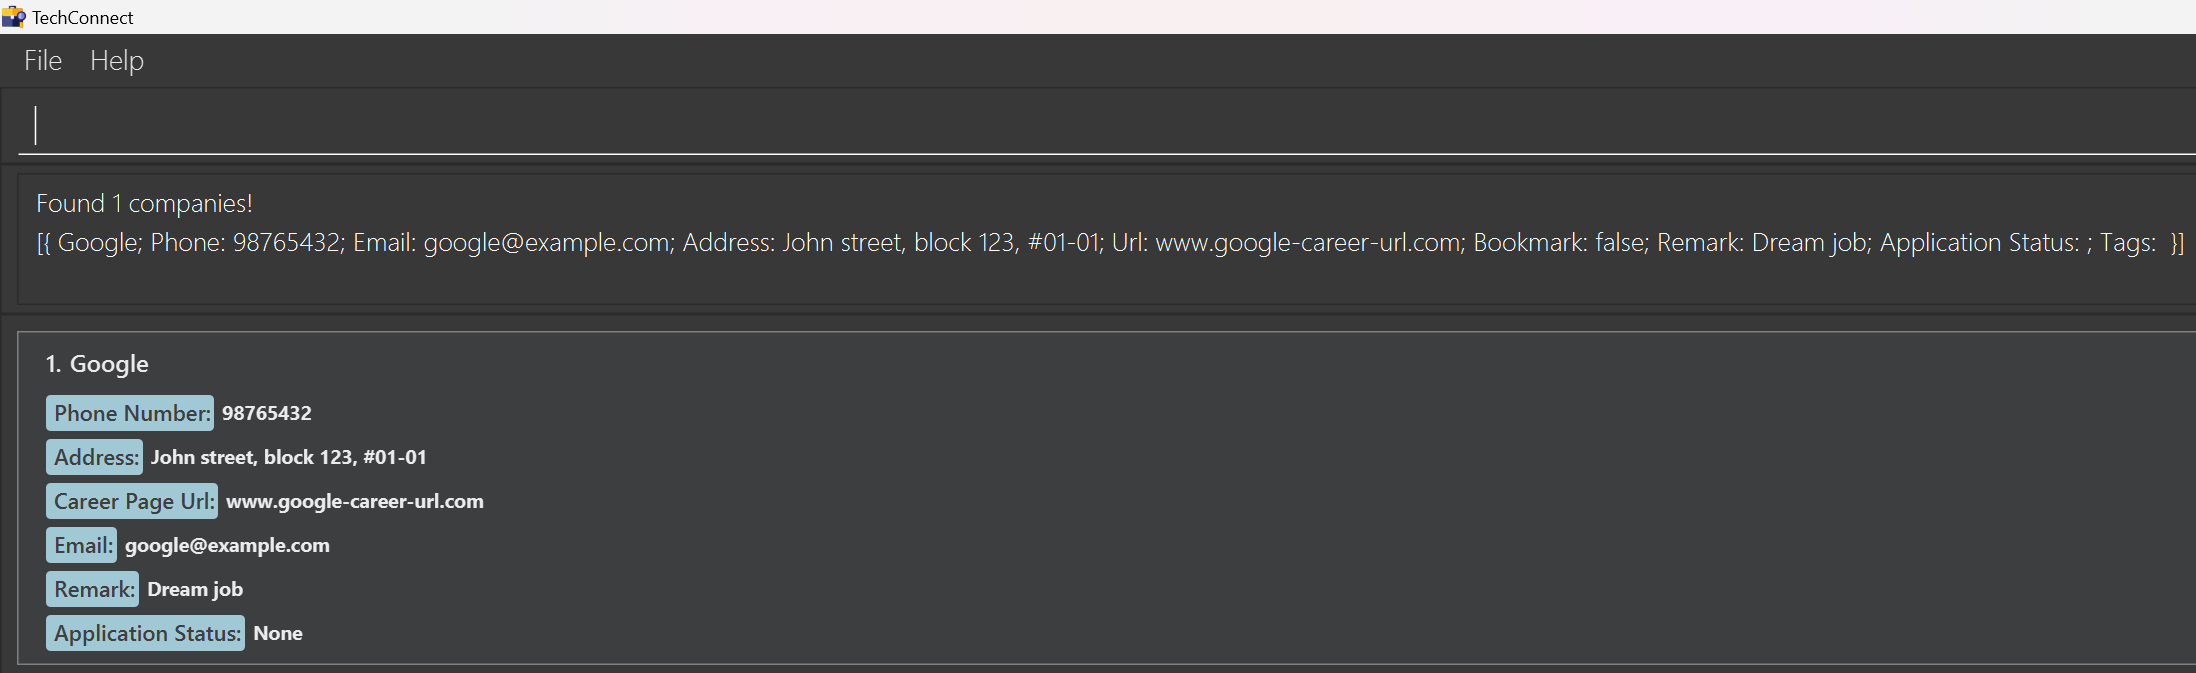 TechConnect
File Help
Found 1 companies!
[{ Google; Phone: 98765432; Email: google@example.com; Address: John street, block 123, #01-01; Url: www.google-career-url.com; Bookmark: false; Remark: Dream job; Application Status: ; Tags:  }]
1. Google
Phone Number: 98765432
Address: John street, block 123, #01-01
Career Page Url: www.google-career-url.com
Email: google@example.com
Remark: Dream job
Application Status: None